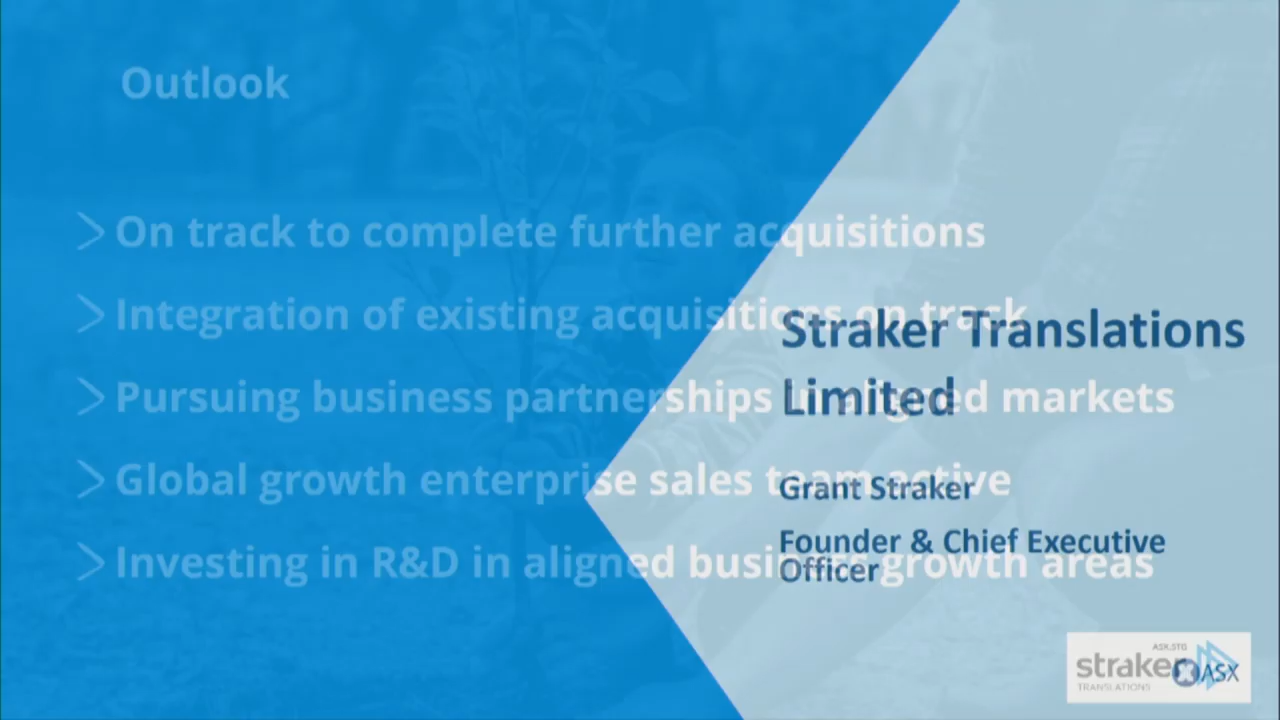 Outlook
On track to complete further acquisitions
Integration of existing acquisitions on track
Pursuing business partnerships in aligned markets
Global growth enterprise sales team active
Investing in R&D in aligned business growth areas
Straker Translations
Limited
Grant Straker
Founder & Chief Executive
Officer
ASX.STG
straker
TRANSLATIONS
ASX